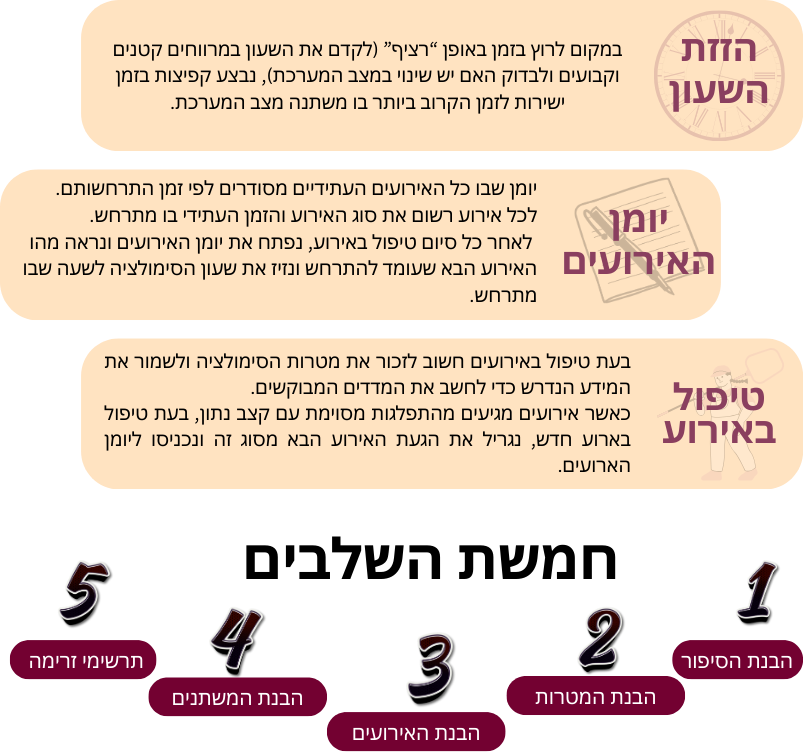 הזזת
השעון
במקום לרוץ בזמן באופן “רציף” (לקדם את השעון במרווחים קטנים
וקבועים ולבדוק האם יש שינוי במצב המערכת), נבצע קפיצות בזמן
ישירות לזמן הקרוב ביותר בו משתנה מצב המערכת.
יומן
האירועים
יומן שבו כל האירועים העתידיים מסודרים לפי זמן התרחשותם.
לכל אירוע רשום את סוג האירוע והזמן העתידי בו מתרחש.
לאחר כל סיום טיפול באירוע, נפתח את יומן האירועים ונראה מהו
האירוע הבא שעומד להתרחש ונזיז את שעון הסימולציה לשעה שבו
מתרחש.
טיפול
באירוע
בעת טיפול באירועים חשוב לזכור את מטרות הסימולציה ולשמור את
המידע הנדרש כדי לחשב את המדדים המבוקשים.
כאשר אירועים מגיעים מהתפלגות מסוימת עם קצב נתון, בעת טיפול
בארוע חדש, נגריל את הגעת האירוע הבא מסוג זה ונכניסו ליומן
הארועים.
חמשת השלבים
1
הבנת הסיפור
2
הבנת המטרות
3
הבנת האירועים
4
הבנת המשתנים
5
תרשימי זרימה